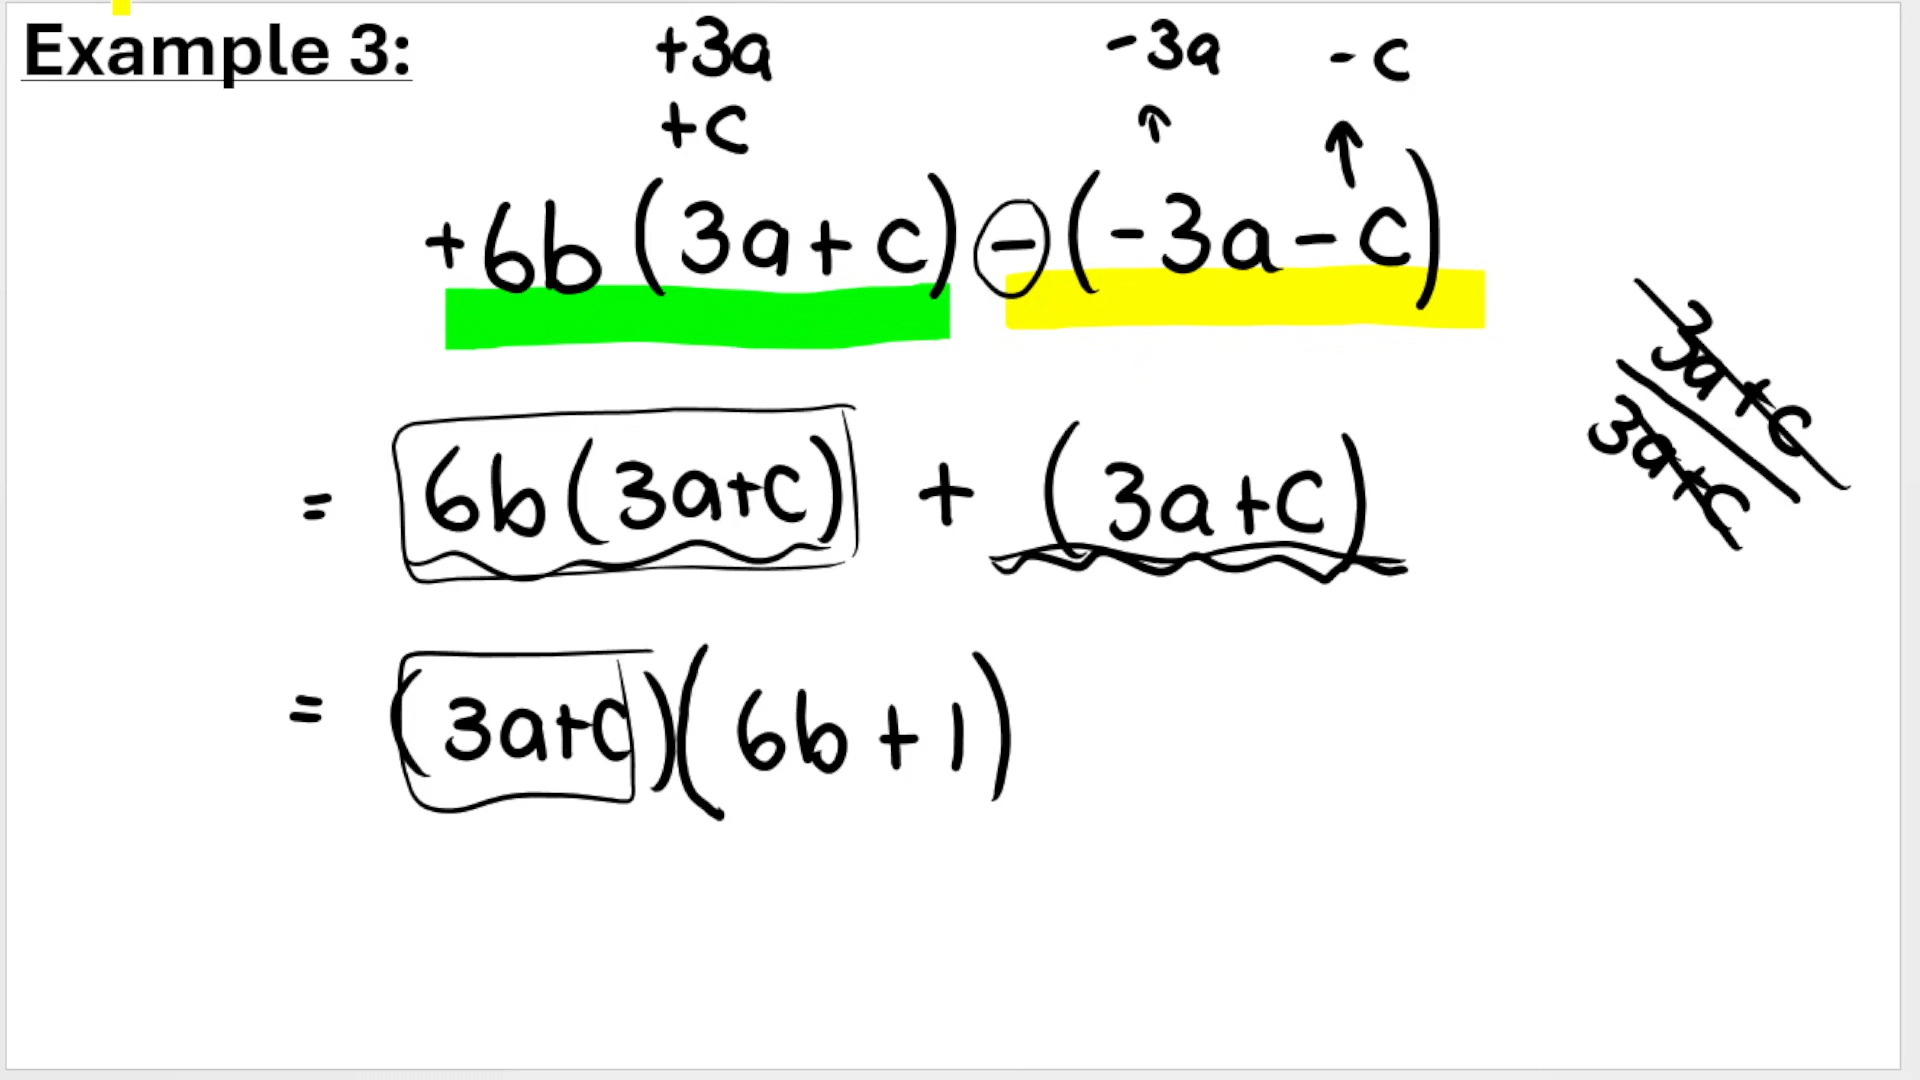 Example 3:
+3a -3a -c
+c ↑ ↑
+6b(3a+c)-(-3a-c)
= 6b(3a+c) + (3a+c)
3a+c
3a+c
= (3a+c)(6b+1)